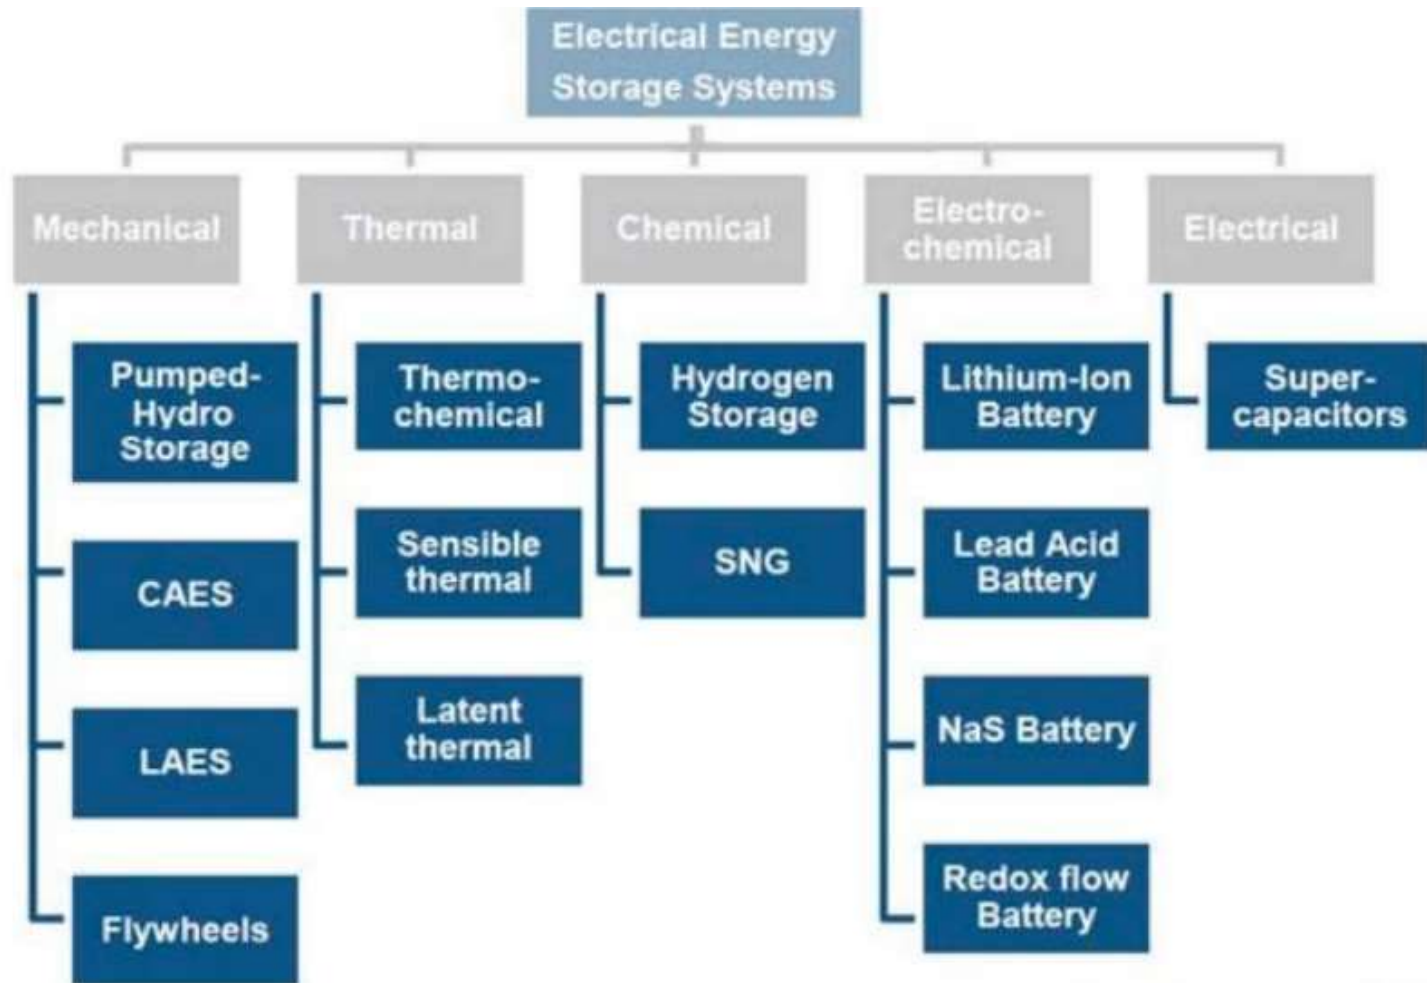 Electrical Energy
Storage Systems
Mechanical
Thermal
Chemical
Electro-
chemical
Electrical
Pumped-
Hydro
Storage
CAES
LAES
Flywheels
Thermo-
chemical
Sensible
thermal
Latent
thermal
Hydrogen
Storage
SNG
Lithium-Ion
Battery
Lead Acid
Battery
NaS Battery
Redox flow
Battery
Super-
capacitors